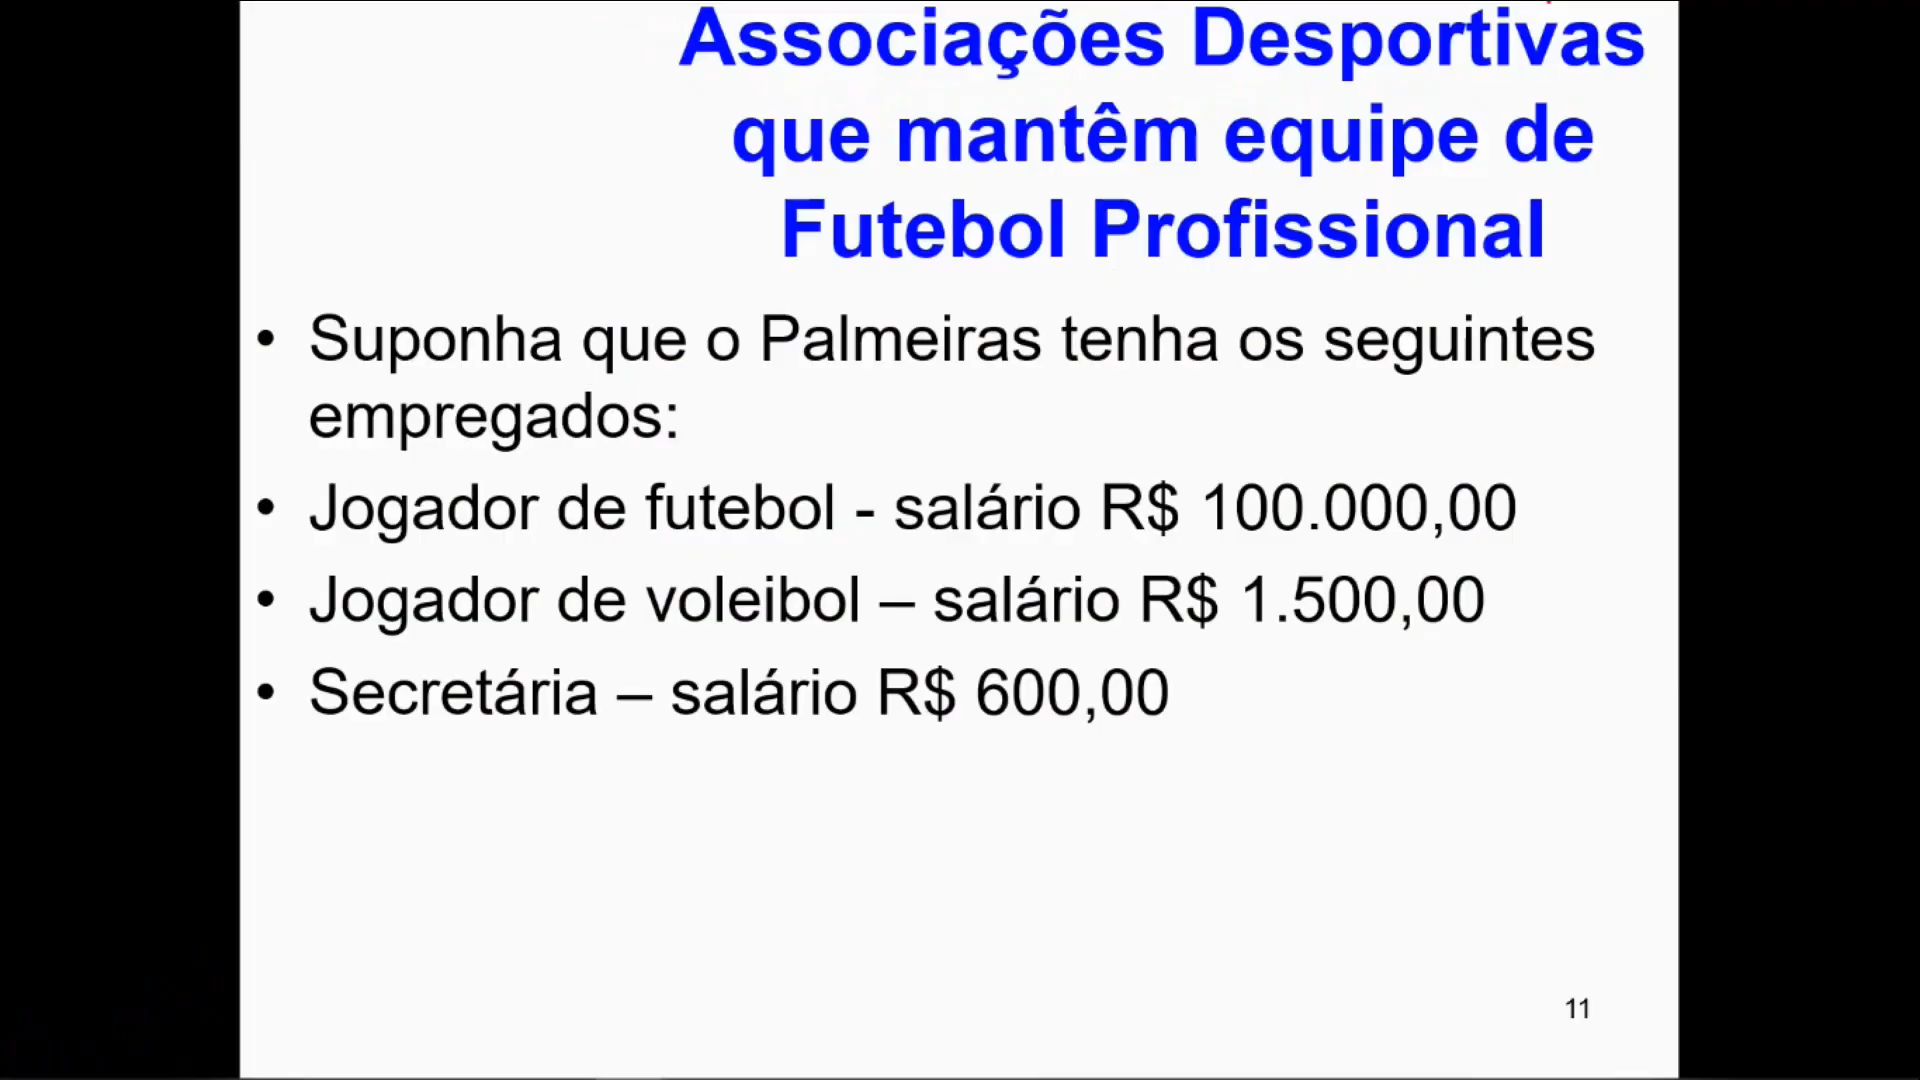 Associações Desportivas
que mantêm equipe de
Futebol Profissional
• Suponha que o Palmeiras tenha os seguintes
empregados:
• Jogador de futebol - salário R$ 100.000,00
• Jogador de voleibol – salário R$ 1.500,00
• Secretária – salário R$ 600,00
11